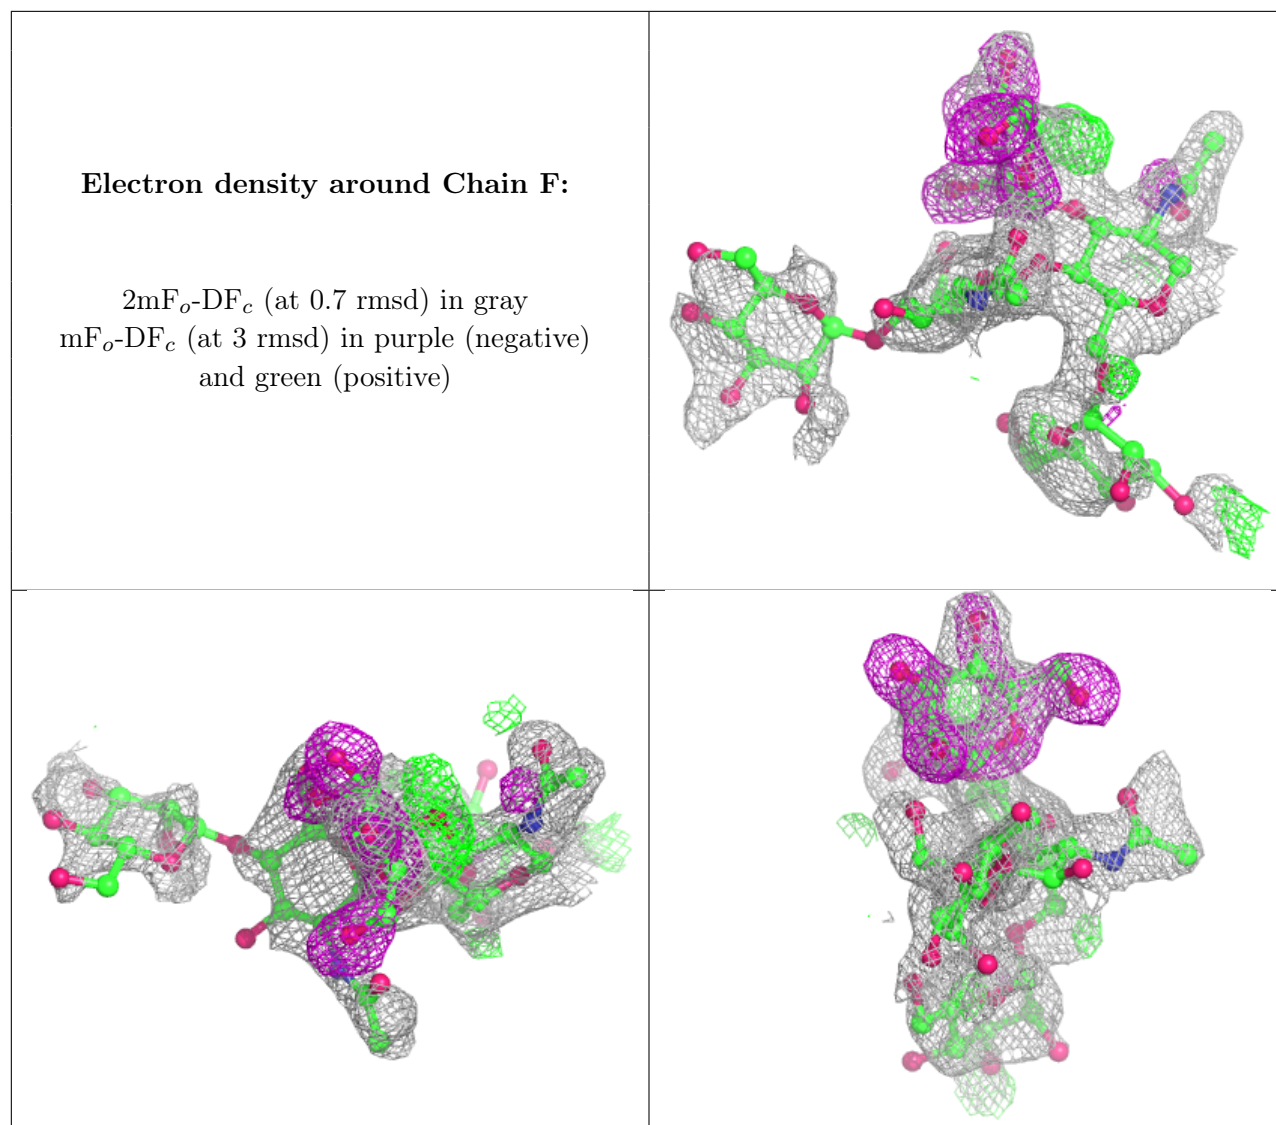 Electron density around Chain F:
2mFₒ-DF𝒸 (at 0.7 rmsd) in gray
mFₒ-DF𝒸 (at 3 rmsd) in purple (negative)
and green (positive)